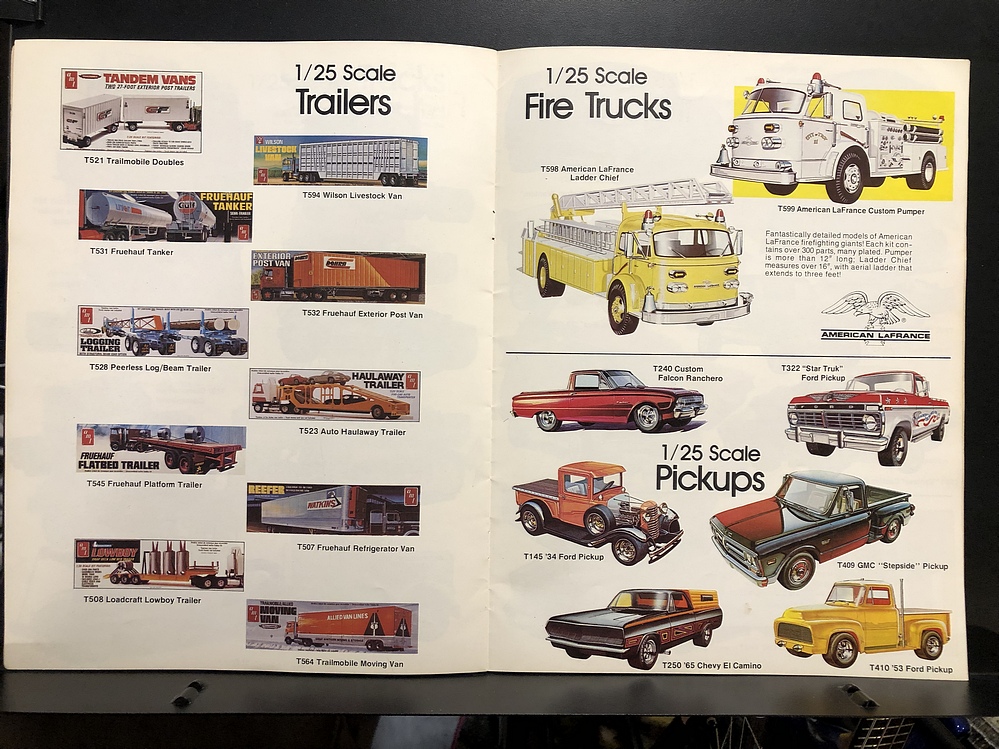 1/25 Scale
Trailers
TANDEM VANS
TWO 27-FOOT EXTERIOR POST TRAILERS
T521 Trailmobile Doubles
WILSON
LIVESTOCK
VAN
T594 Wilson Livestock Van
FRUEHAUF
TANKER
Gulf
T531 Fruehauf Tanker
EXTERIOR
POST VAN
T532 Fruehauf Exterior Post Van
LOGGING
TRAILER
T528 Peerless Log/Beam Trailer
HAULAWAY
TRAILER
T523 Auto Haulaway Trailer
FRUEHAUF
FLATBED TRAILER
T545 Fruehauf Platform Trailer
REEFER
WATKINS
T507 Fruehauf Refrigerator Van
LOWBOY
T508 Loadcraft Lowboy Trailer
MOVING
VAN
ALLIED VAN LINES
T564 Trailmobile Moving Van
1/25 Scale
Fire Trucks
T598 American LaFrance
Ladder Chief
T599 American LaFrance Custom Pumper
Fantastically detailed models of American
LaFrance firefighting giants! Each kit con-
tains over 300 parts, many plated. Pumper
is more than 12" long; Ladder Chief
measures over 16", with aerial ladder that
extends to three feet!
AMERICAN LaFRANCE
T240 Custom
Falcon Ranchero
T322 "Star Truk"
Ford Pickup
1/25 Scale
Pickups
T145 '34 Ford Pickup
T409 GMC "Stepside" Pickup
T250 '65 Chevy El Camino
T410 '53 Ford Pickup